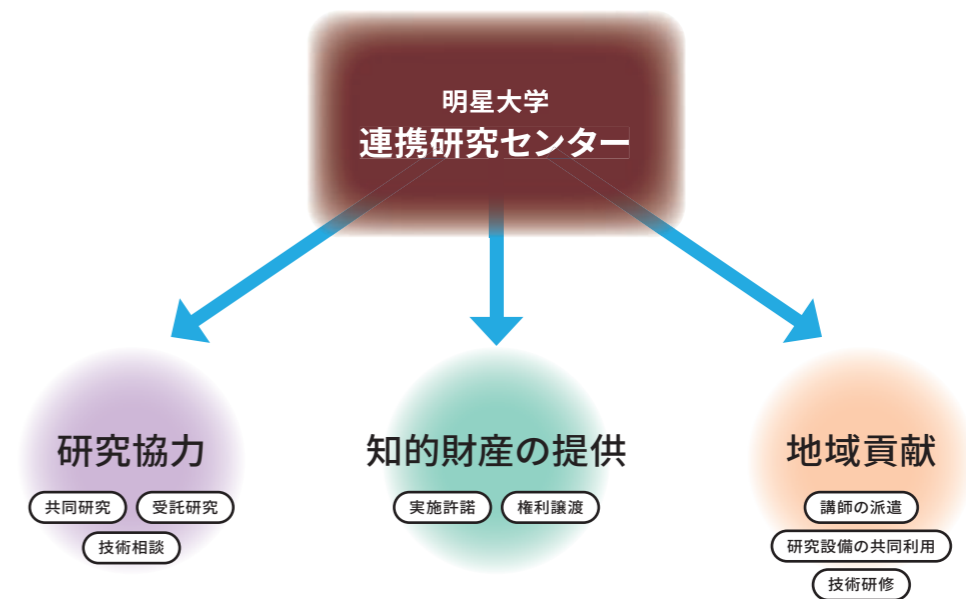 明星大学
連携研究センター
研究協力
共同研究
受託研究
技術相談
知的財産の提供
実施許諾
権利譲渡
地域貢献
講師の派遣
研究設備の共同利用
技術研修